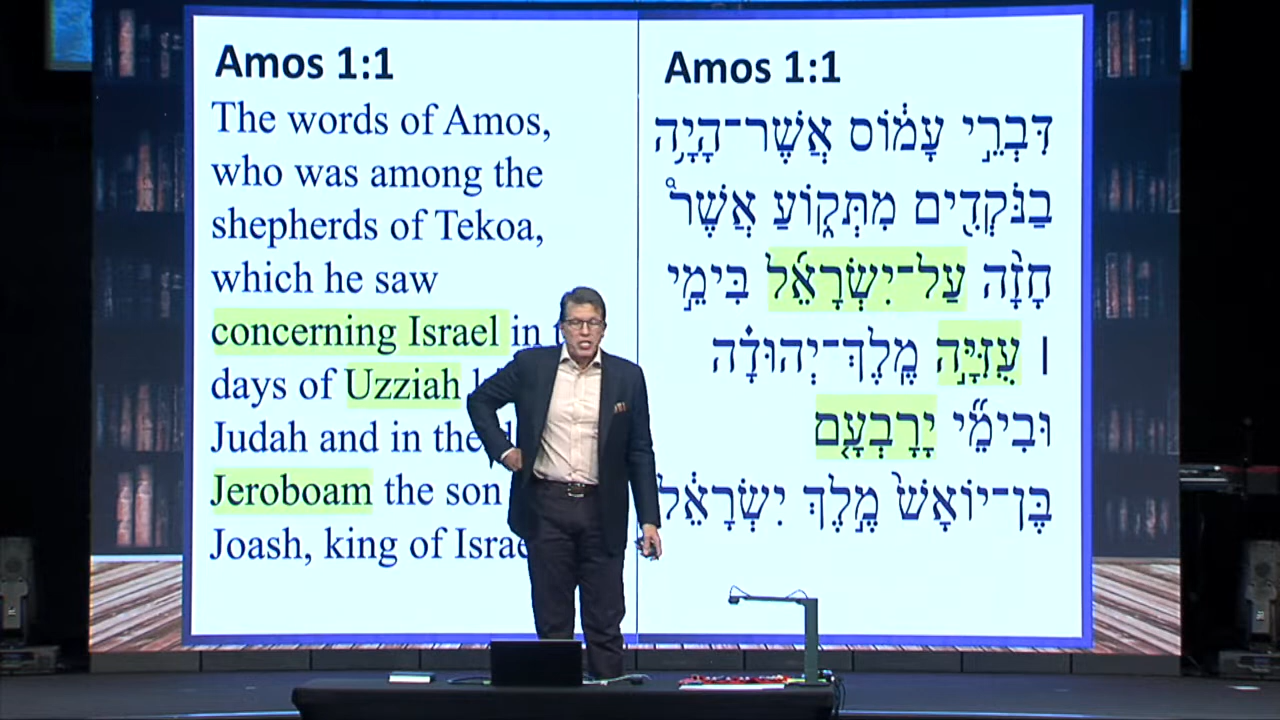 Amos 1:1
The words of Amos,
who was among the
shepherds of Tekoa,
which he saw
concerning Israel in
days of Uzziah
Judah and in the
Jeroboam the son
Joash, king of
Amos 1:1
דִּבְרֵ֣י עָמ֔וֹס אֲשֶׁר־הָיָ֥ה
בַנֹּקְדִ֖ים מִתְּק֑וֹעַ אֲשֶׁר֩
חָזָ֨ה עַל־יִשְׂרָאֵ֜ל בִּימֵ֣י
׀ עֻזִּיָּ֣ה מֶֽלֶךְ־יְהוּדָ֗ה
וּבִימֵ֞י יָרָבְעָ֤ם
בֶּן־יוֹאָשׁ֙ מֶ֣לֶךְ יִשְׂרָאֵ֔ל